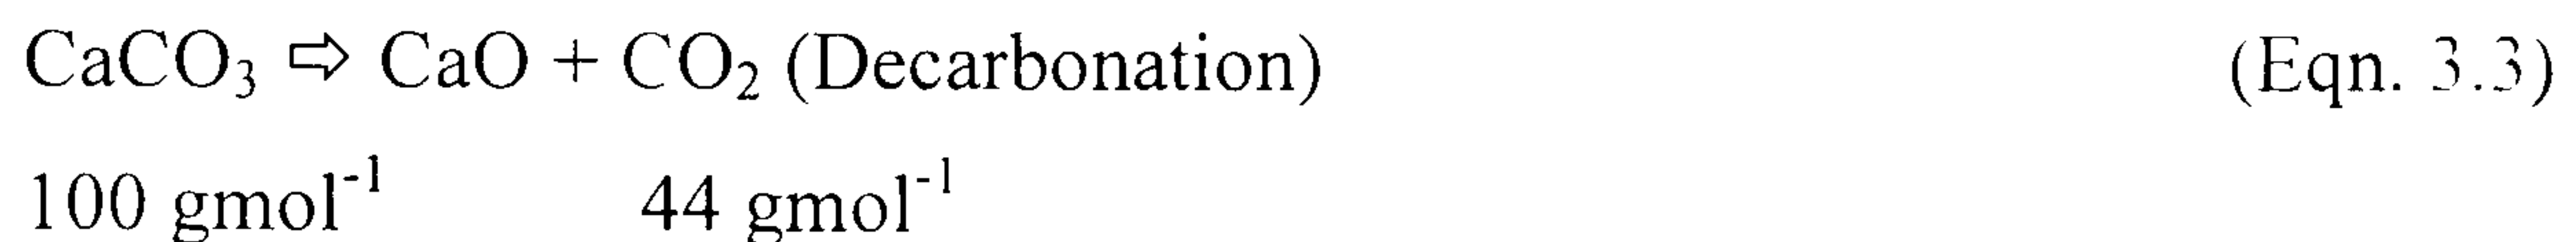 CaCO₃ ⇨ CaO + CO₂ (Decarbonation) (Eqn. 3.3)
100 gmol⁻¹ 44 gmol⁻¹